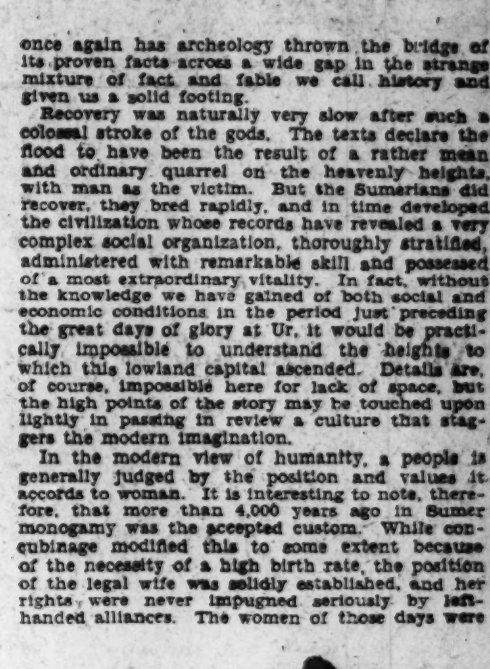 once again has archeology thrown the bridge of
its proven facts across a wide gap in the strange
mixture of fact and fable we call history and
given us a solid footing.
Recovery was naturally very slow after such a
colossal stroke of the gods. The texts declare the
flood to have been the result of a rather mean
and ordinary quarrel on the heavenly heights,
with man as the victim. But the Sumerians did
recover, they bred rapidly, and in time developed
the civilization whose records have revealed a very
complex social organization, thoroughly stratified,
administered with remarkable skill and possessed
of a most extraordinary vitality. In fact, without
the knowledge we have gained of both social and
economic conditions in the period just preceding
the great days of glory at Ur, it would be practi-
cally impossible to understand the heights to
which this lowland capital ascended. Details are,
of course, impossible here for lack of space, but
the high points of the story may be touched upon
lightly in passing in review a culture that stag-
gers the modern imagination.
In the modern view of humanity, a people is
generally judged by the position and values it
accords to woman. It is interesting to note, there-
fore, that more than 4,000 years ago in Sumer
monogamy was the accepted custom. While con-
cubinage modified this to some extent because
of the necessity of a high birth rate, the position
of the legal wife was solidly established, and her
rights were never impugned seriously by left-
handed alliances. The women of those days were